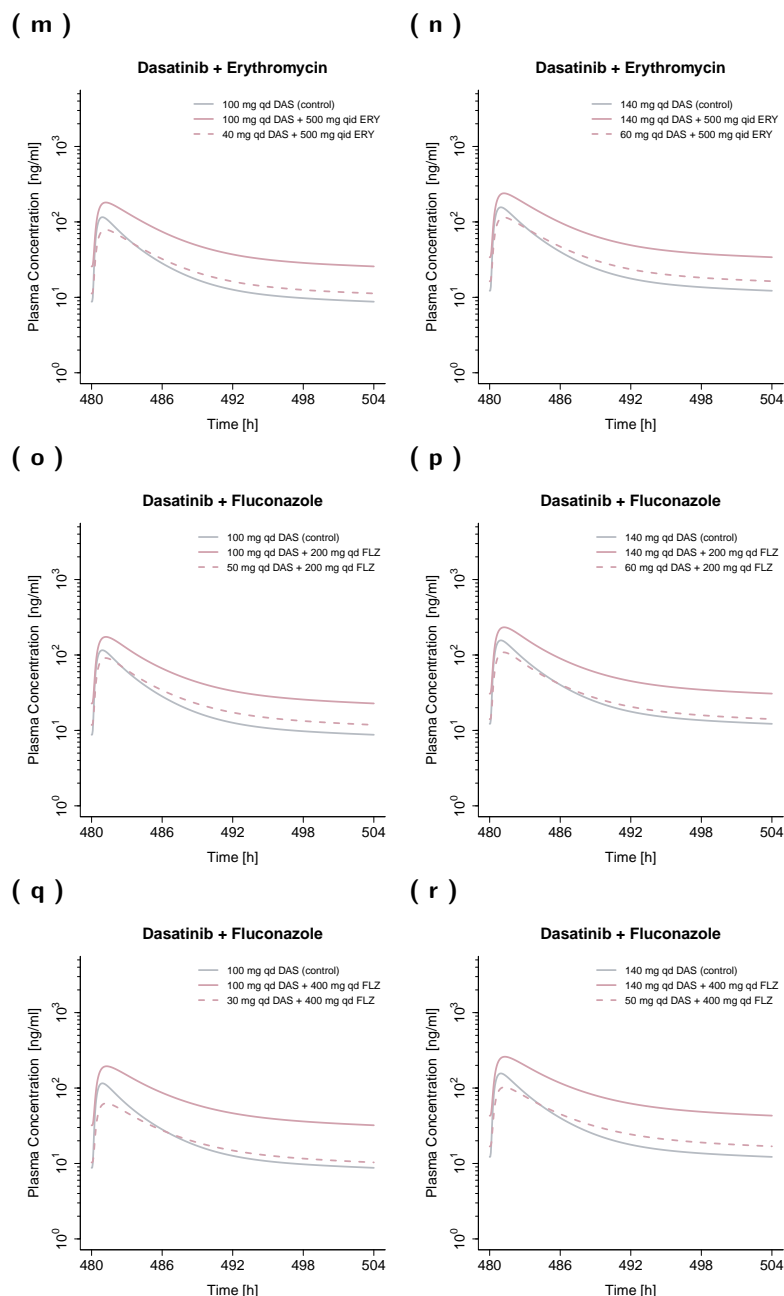 ( m )
Dasatinib + Erythromycin
100 mg qd DAS (control)
100 mg qd DAS + 500 mg qid ERY
40 mg qd DAS + 500 mg qid ERY
Plasma Concentration [ng/ml]
10³
10²
10¹
10⁰
480 486 492 498 504
Time [h]
( n )
Dasatinib + Erythromycin
140 mg qd DAS (control)
140 mg qd DAS + 500 mg qid ERY
60 mg qd DAS + 500 mg qid ERY
Plasma Concentration [ng/ml]
10³
10²
10¹
10⁰
480 486 492 498 504
Time [h]
( o )
Dasatinib + Fluconazole
100 mg qd DAS (control)
100 mg qd DAS + 200 mg qd FLZ
50 mg qd DAS + 200 mg qd FLZ
Plasma Concentration [ng/ml]
10³
10²
10¹
10⁰
480 486 492 498 504
Time [h]
( p )
Dasatinib + Fluconazole
140 mg qd DAS (control)
140 mg qd DAS + 200 mg qd FLZ
60 mg qd DAS + 200 mg qd FLZ
Plasma Concentration [ng/ml]
10³
10²
10¹
10⁰
480 486 492 498 504
Time [h]
( q )
Dasatinib + Fluconazole
100 mg qd DAS (control)
100 mg qd DAS + 400 mg qd FLZ
30 mg qd DAS + 400 mg qd FLZ
Plasma Concentration [ng/ml]
10³
10²
10¹
10⁰
480 486 492 498 504
Time [h]
( r )
Dasatinib + Fluconazole
140 mg qd DAS (control)
140 mg qd DAS + 400 mg qd FLZ
50 mg qd DAS + 400 mg qd FLZ
Plasma Concentration [ng/ml]
10³
10²
10¹
10⁰
480 486 492 498 504
Time [h]